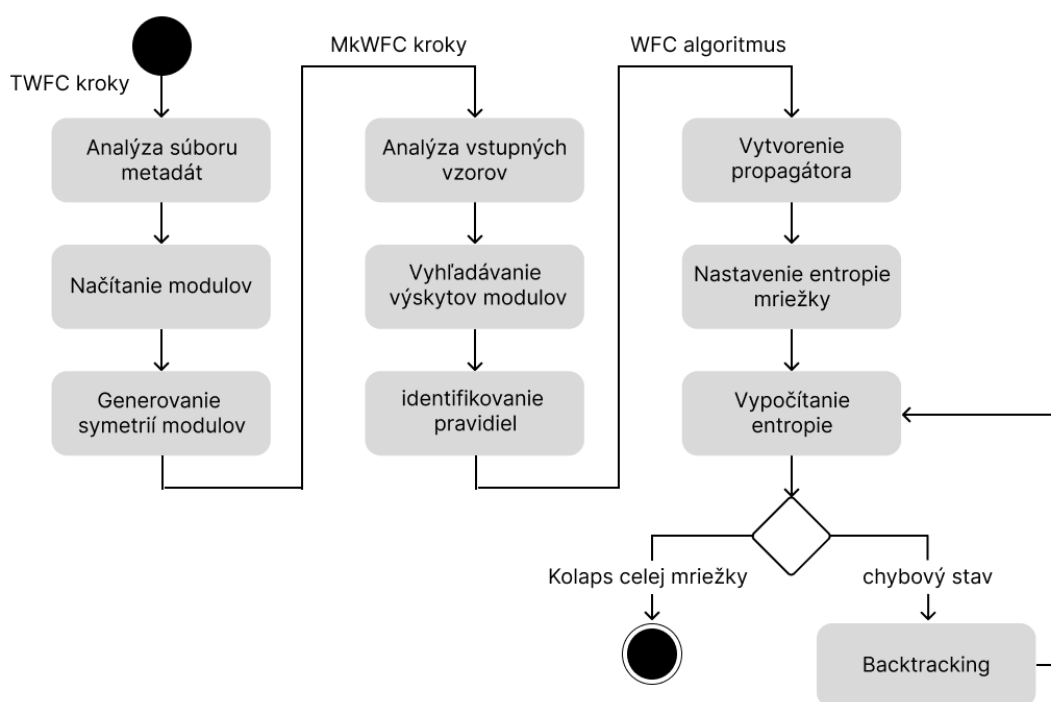 TWFC kroky
Analýza súboru
metadát
Načítanie modulov
Generovanie
symetrií modulov
MkWFC kroky
Analýza vstupných
vzorov
Vyhľadávanie
výskytov modulov
identifikovanie
pravidiel
WFC algoritmus
Vytvorenie
propagátora
Nastavenie entropie
mriežky
Vypočítanie
entropie
Kolaps celej mriežky
chybový stav
Backtracking